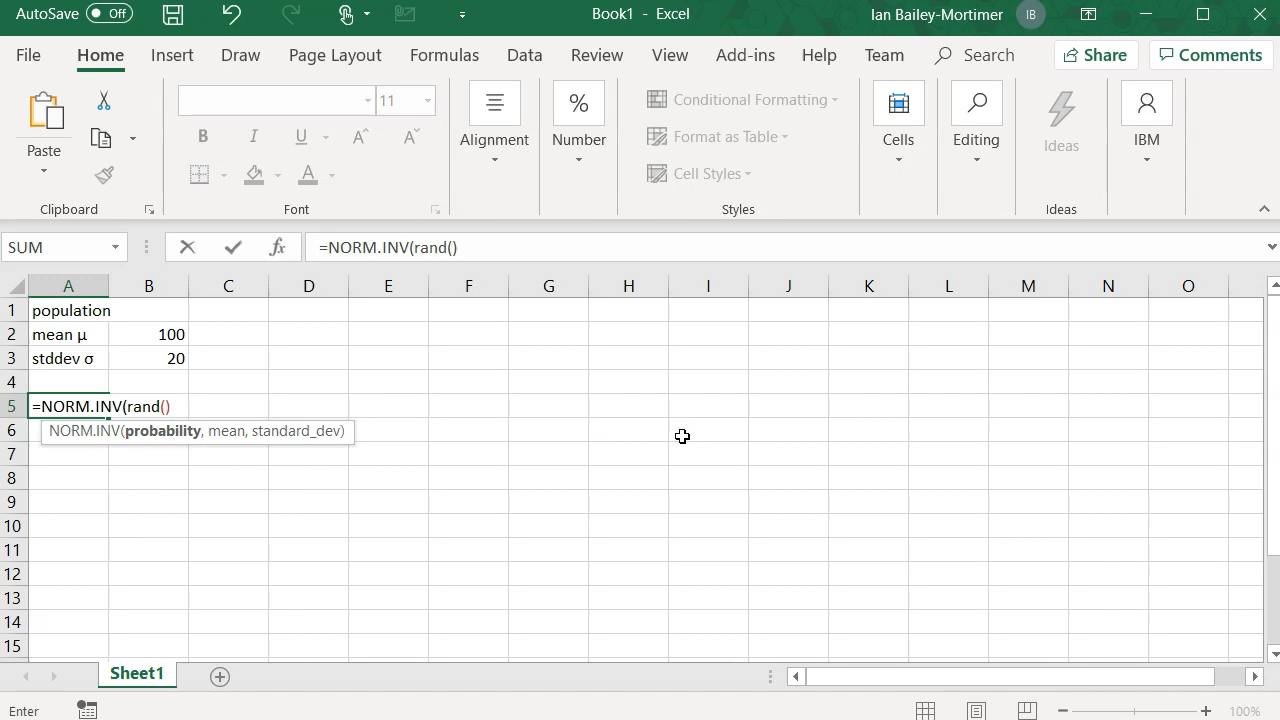 AutoSave Off Book1 - Excel Ian Bailey-Mortimer IB
File Home Insert Draw Page Layout Formulas Data Review View Add-ins Help Team Search Share Comments
Paste
Clipboard
11
B I U A^ A˅
A
Font
Alignment
%
Number
Conditional Formatting
Format as Table
Cell Styles
Styles
Cells
Editing
Ideas
Ideas
IBM
SUM fx =NORM.INV(rand()
A B C D E F G H I J K L M N O
1 population
2 mean μ 100
3 stddev σ 20
4
5 =NORM.INV(rand()
6 NORM.INV(probability, mean, standard_dev)
7
8
9
10
11
12
13
14
15
Sheet1
Enter 100%